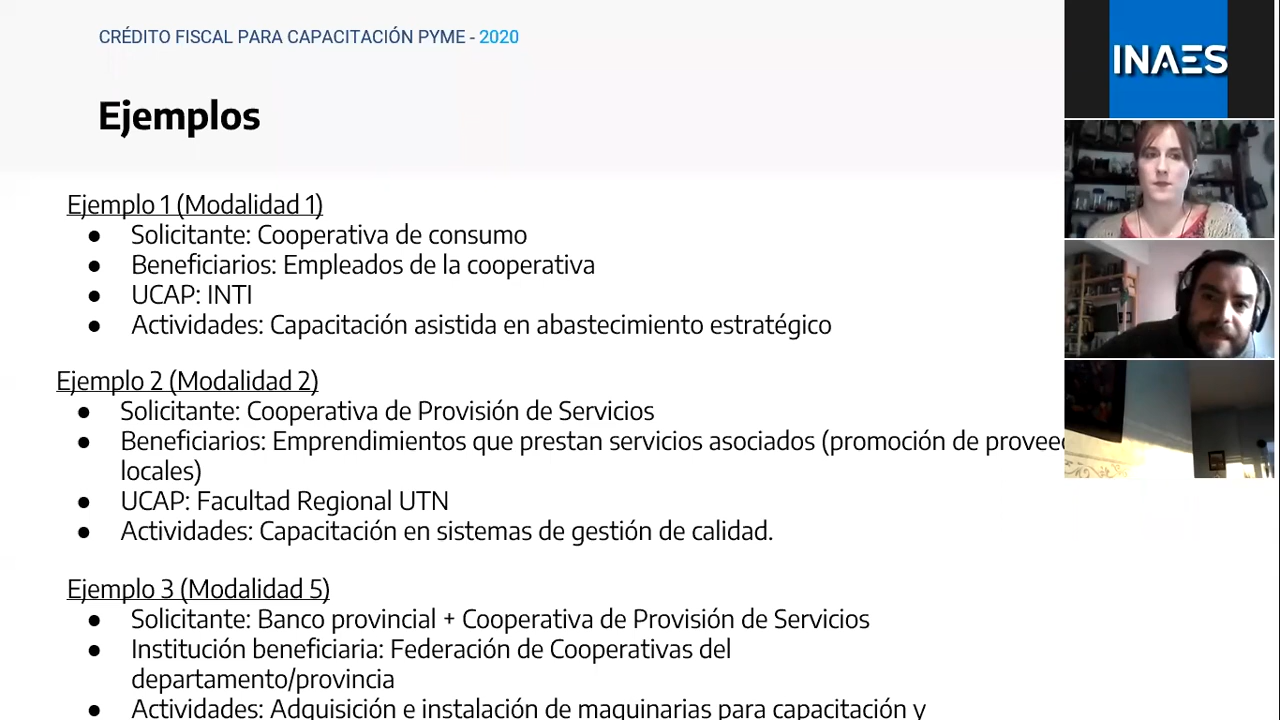 CRÉDITO FISCAL PARA CAPACITACIÓN PYME - 2020
INAES
Ejemplos
Ejemplo 1 (Modalidad 1)
● Solicitante: Cooperativa de consumo
● Beneficiarios: Empleados de la cooperativa
● UCAP: INTI
● Actividades: Capacitación asistida en abastecimiento estratégico
Ejemplo 2 (Modalidad 2)
● Solicitante: Cooperativa de Provisión de Servicios
● Beneficiarios: Emprendimientos que prestan servicios asociados (promoción de
locales)
● UCAP: Facultad Regional UTN
● Actividades: Capacitación en sistemas de gestión de calidad.
Ejemplo 3 (Modalidad 5)
● Solicitante: Banco provincial + Cooperativa de Provisión de Servicios
● Institución beneficiaria: Federación de Cooperativas del
departamento/provincia
● Actividades: Adquisición e instalación de maquinarias para capacitación y